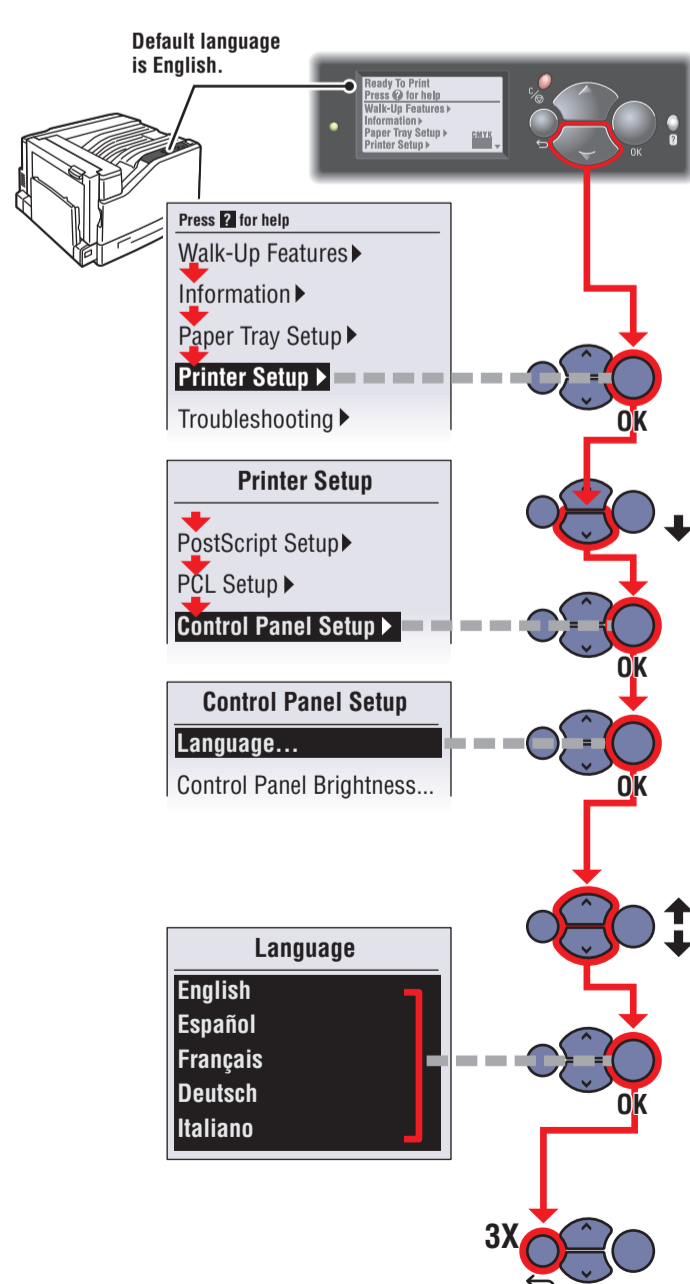 Default language
is English.
Ready To Print
Press ? for help
Walk-Up Features
Information
Paper Tray Setup
Printer Setup
CMYK
C/
OK
?
Press ? for help
Walk-Up Features
Information
Paper Tray Setup
Printer Setup
Troubleshooting
OK
Printer Setup
PostScript Setup
PCL Setup
Control Panel Setup
OK
Control Panel Setup
Language...
Control Panel Brightness...
OK
Language
English
Español
Français
Deutsch
Italiano
OK
3X